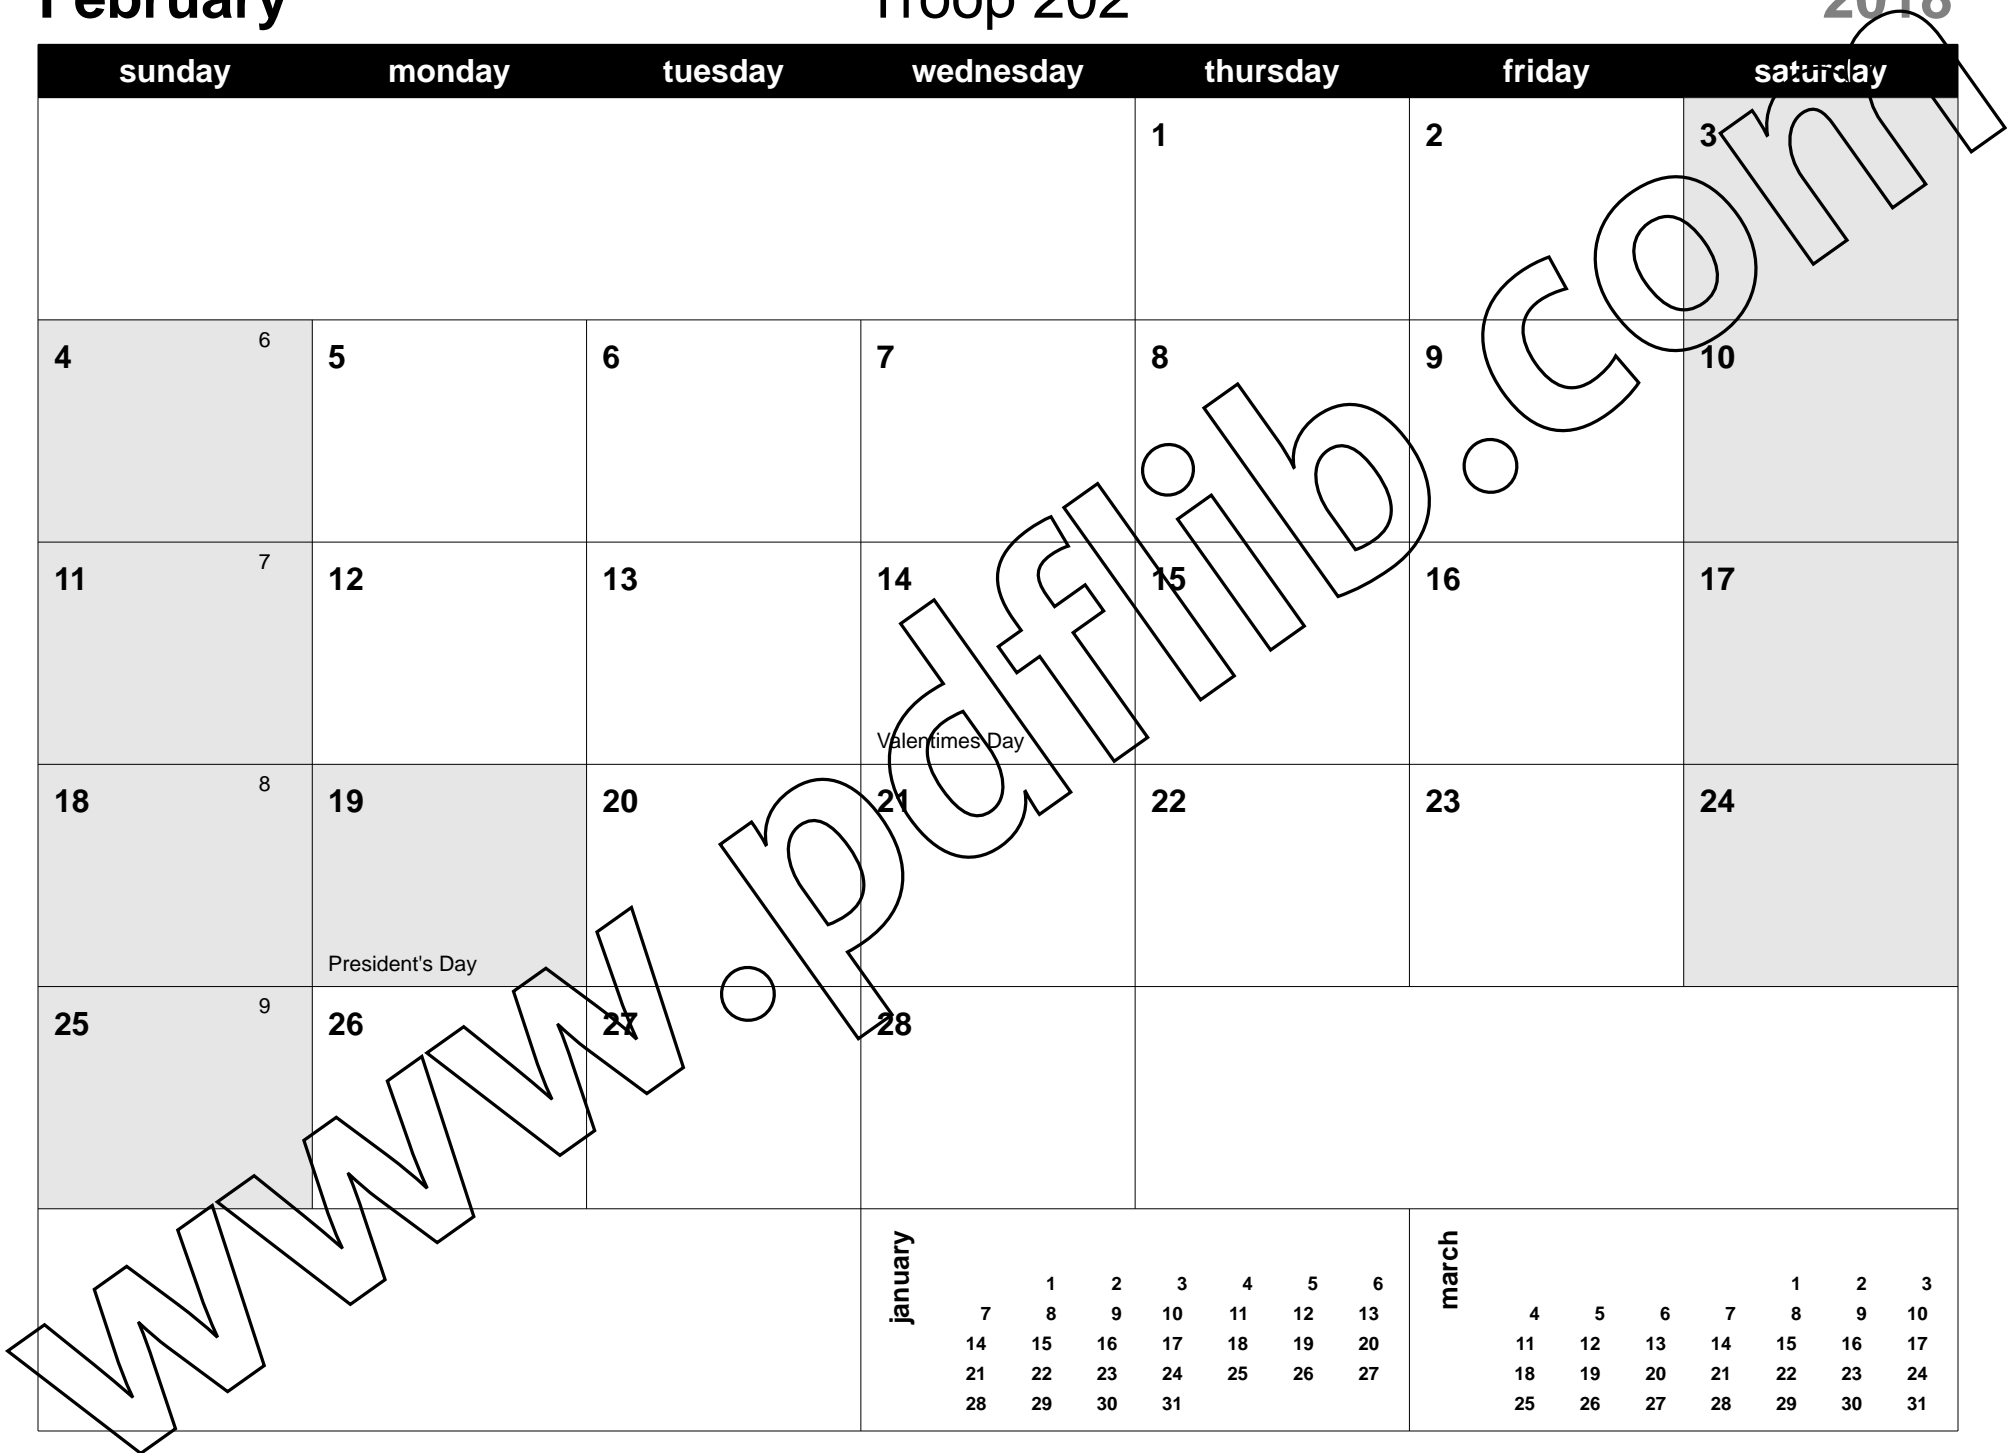 February Troop 202 2018
sunday monday tuesday wednesday thursday friday saturday
1 2 3
4 6 5 6 7 8 9 10
11 7 12 13 14 15 16 17
Valentimes Day
18 8 19 20 21 22 23 24
President's Day
25 9 26 27 28
january
1 2 3 4 5 6
7 8 9 10 11 12 13
14 15 16 17 18 19 20
21 22 23 24 25 26 27
28 29 30 31
march
1 2 3
4 5 6 7 8 9 10
11 12 13 14 15 16 17
18 19 20 21 22 23 24
25 26 27 28 29 30 31
www.pdflib.com